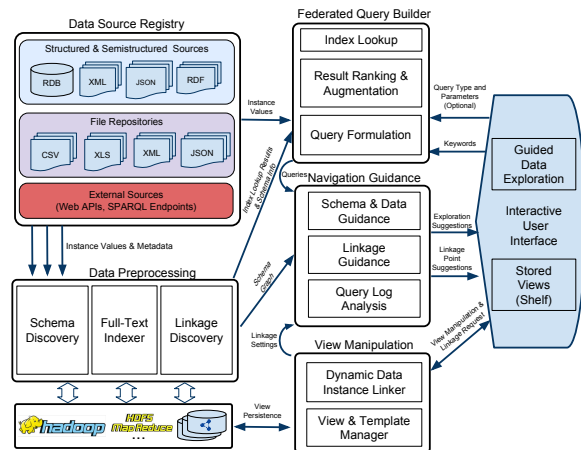 Data Source Registry
Structured & Semistructured Sources
RDB
XML
JSON
RDF
File Repositories
CSV
XLS
XML
JSON
External Sources
(Web APIs, SPARQL Endpoints)
Instance
Values
Instance Values & Metadata
Index Lookup Results
& Schema Info
Data Preprocessing
Schema
Discovery
Full-Text
Indexer
Linkage
Discovery
Schema
Graph
hadoop
HDFS
Map Reduce
...
View
Persistence
Federated Query Builder
Index Lookup
Result Ranking &
Augmentation
Query Formulation
Queries
Navigation Guidance
Schema & Data
Guidance
Linkage
Guidance
Query Log
Analysis
Linkage
Settings
View Manipulation
Dynamic Data
Instance Linker
View & Template
Manager
Query Type and
Parameters
(Optional)
Keywords
Exploration
Suggestions
Linkage
Point
Suggestions
View Manipulation &
Linkage Request
Guided
Data
Exploration
Interactive
User
Interface
Stored
Views
(Shelf)